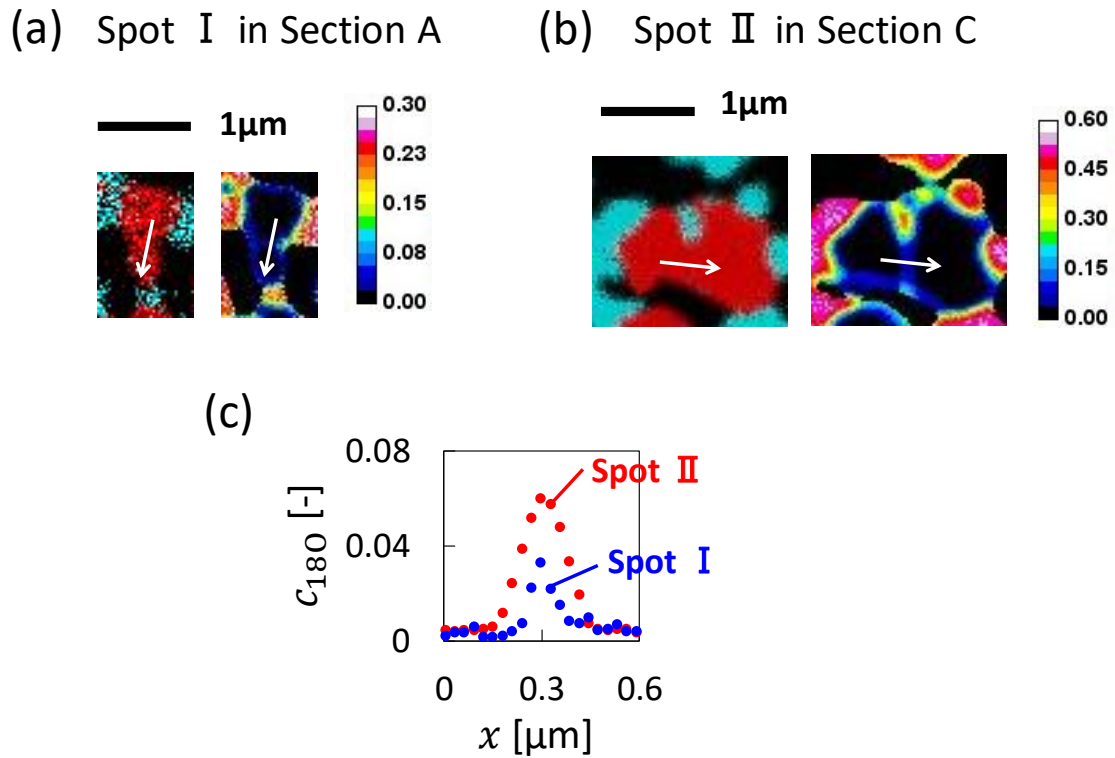 (a) Spot Ⅰ in Section A
1μm
0.30
0.23
0.15
0.08
0.00
(b) Spot Ⅱ in Section C
1μm
0.60
0.45
0.30
0.15
0.00
(c)
0.08
0.04
0
c18O [-]
Spot Ⅱ
Spot Ⅰ
0 0.3 0.6
x [μm]